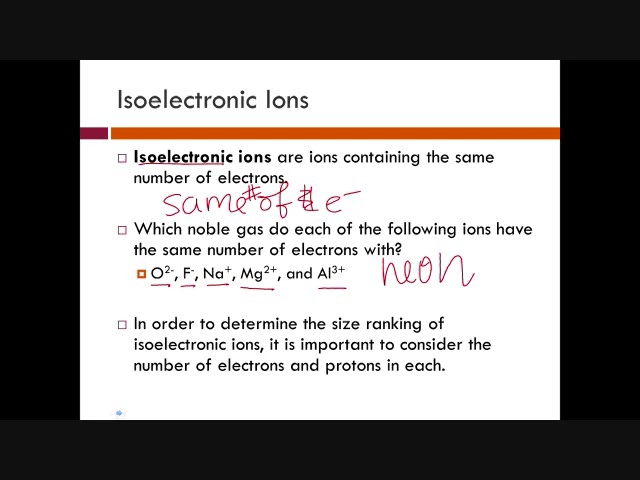 Isoelectronic Ions
Isoelectronic ions are ions containing the same
number of electrons.
same # of e⁻
Which noble gas do each of the following ions have
the same number of electrons with?
O²⁻, F⁻, Na⁺, Mg²⁺, and Al³⁺
neon
In order to determine the size ranking of
isoelectronic ions, it is important to consider the
number of electrons and protons in each.